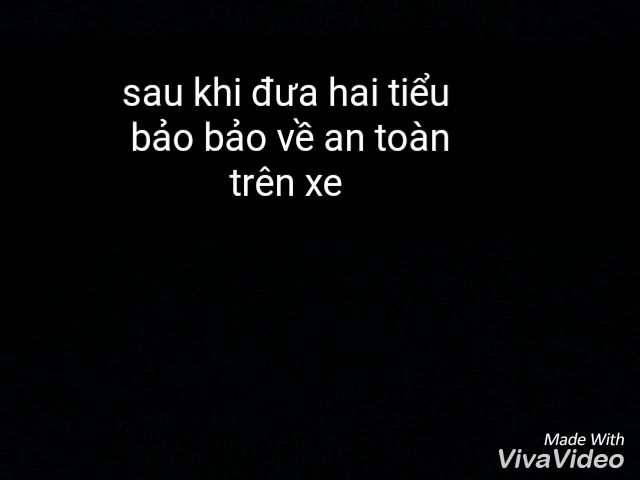 sau khi đưa hai tiểu
bảo bảo về an toàn
trên xe
Made With
VivaVideo